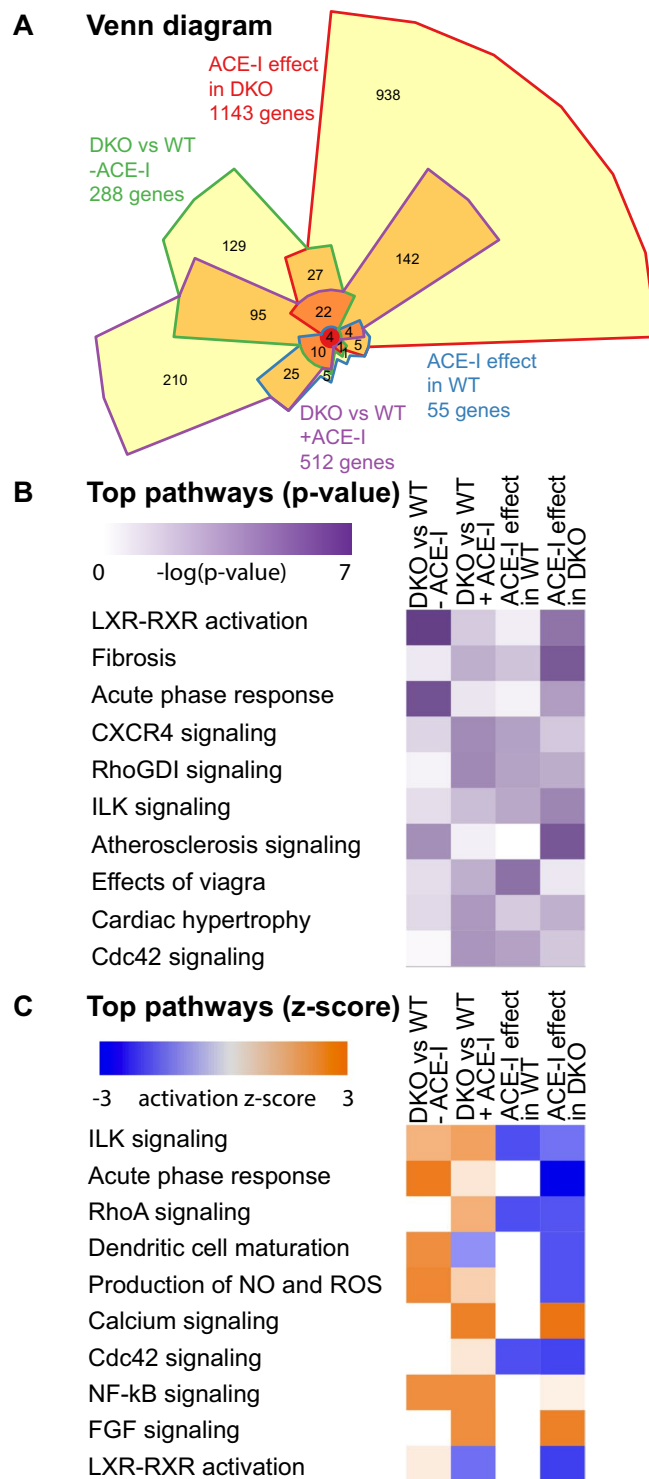 A Venn diagram
ACE-I effect
in DKO
1143 genes
938
DKO vs WT
-ACE-I
288 genes
129
27
142
95
22
4
4
10
1
1
5
210
25
5
ACE-I effect
in WT
55 genes
DKO vs WT
+ACE-I
512 genes
B Top pathways (p-value)
0 -log(p-value) 7
DKO vs WT
- ACE-I
DKO vs WT
+ ACE-I
ACE-I effect
in WT
ACE-I effect
in DKO
LXR-RXR activation
Fibrosis
Acute phase response
CXCR4 signaling
RhoGDI signaling
ILK signaling
Atherosclerosis signaling
Effects of viagra
Cardiac hypertrophy
Cdc42 signaling
C Top pathways (z-score)
-3 activation z-score 3
DKO vs WT
- ACE-I
DKO vs WT
+ ACE-I
ACE-I effect
in WT
ACE-I effect
in DKO
ILK signaling
Acute phase response
RhoA signaling
Dendritic cell maturation
Production of NO and ROS
Calcium signaling
Cdc42 signaling
NF-kB signaling
FGF signaling
LXR-RXR activation